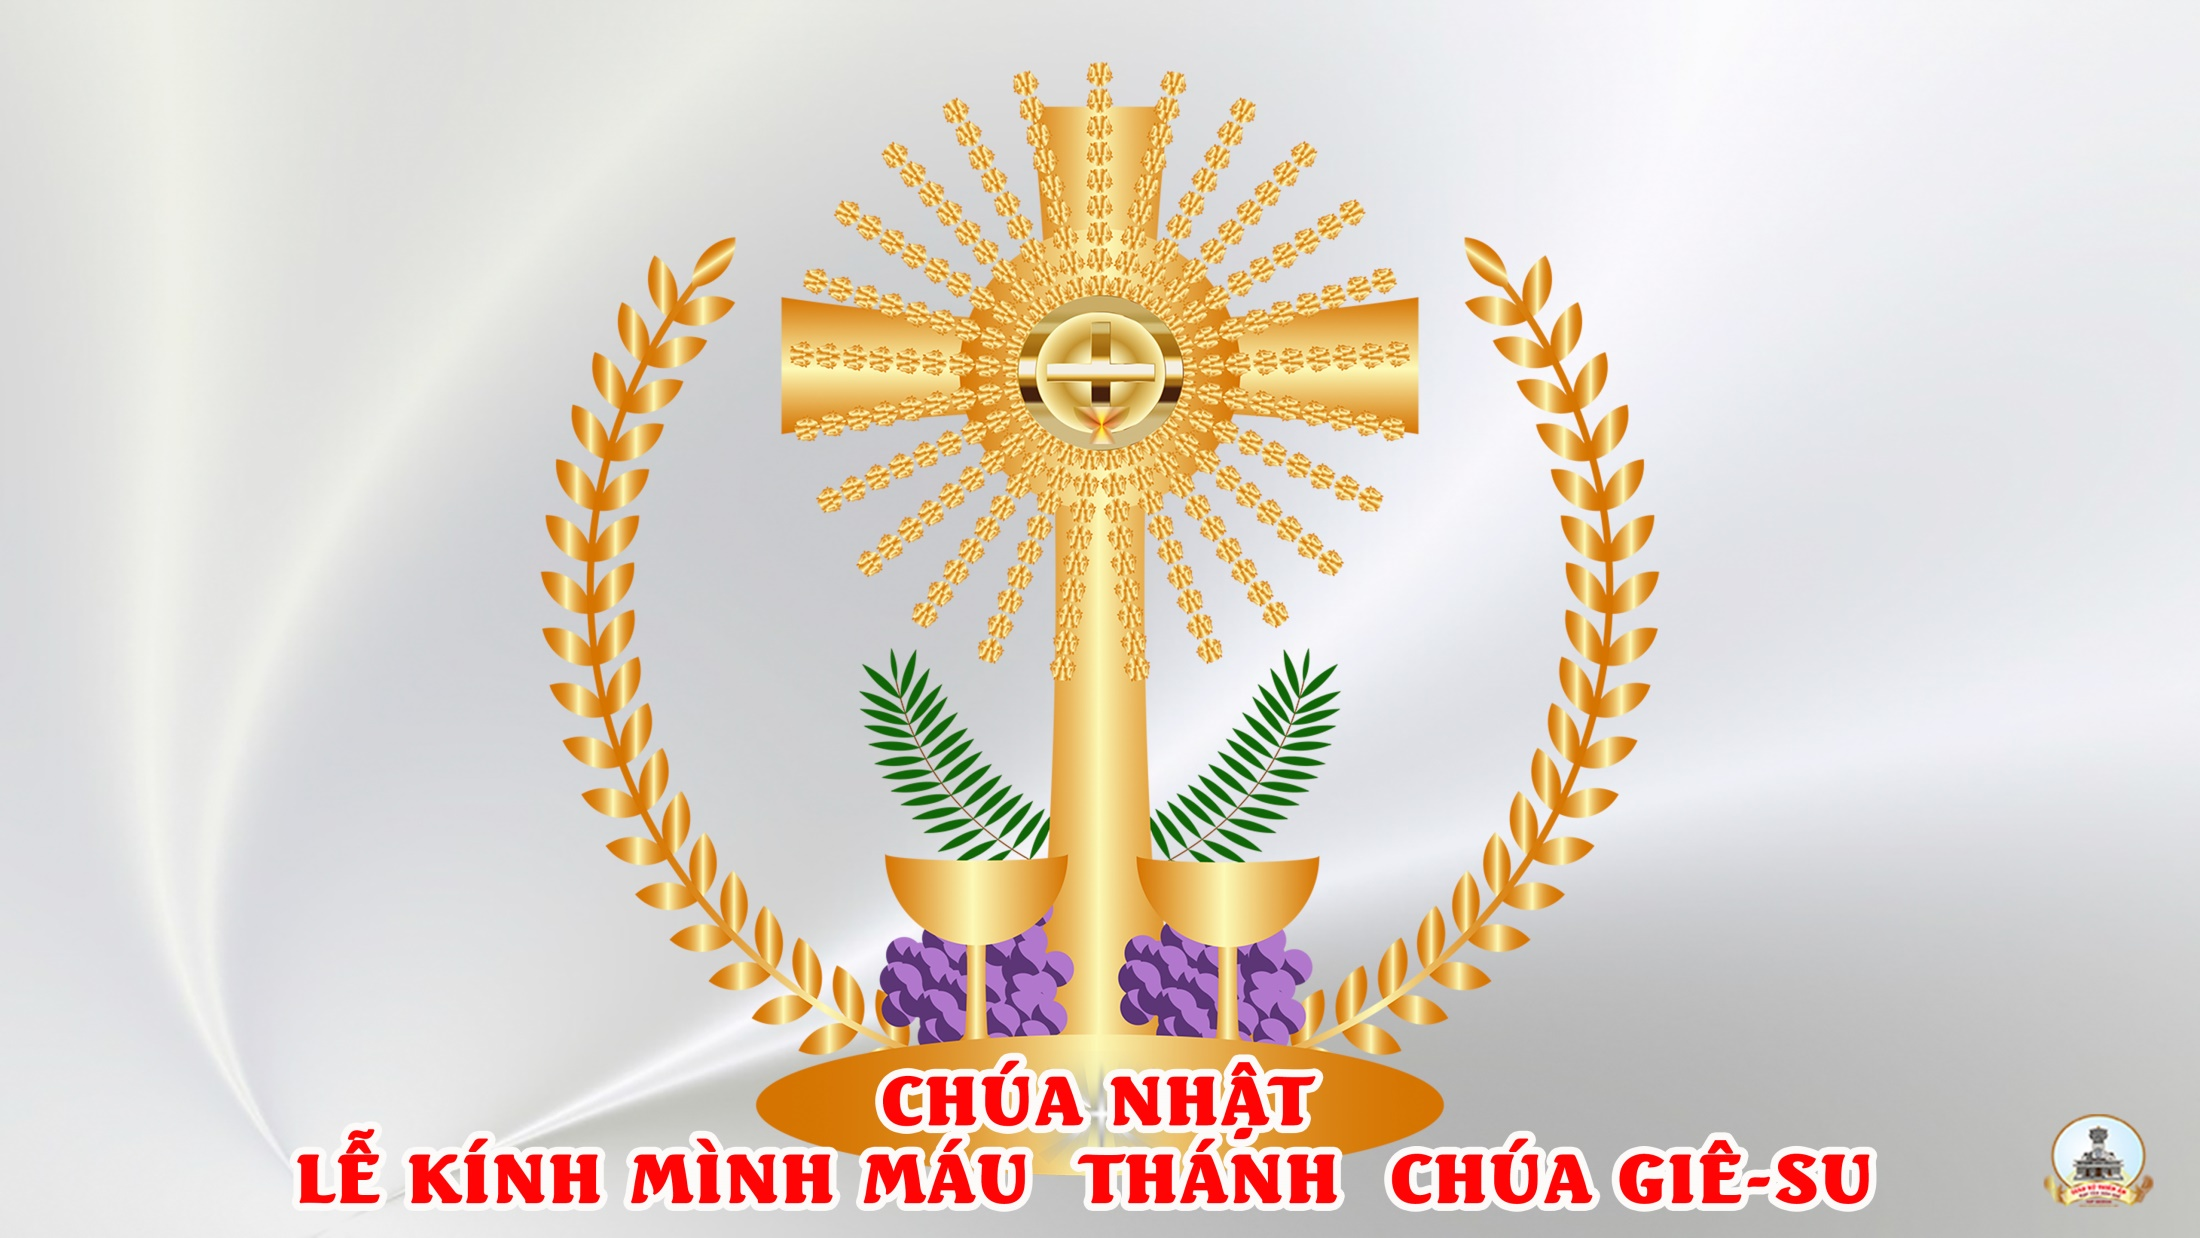 CHÚA NHẬT
LỄ KÍNH MÌNH MÁU THÁNH CHÚA GIÊ-SU